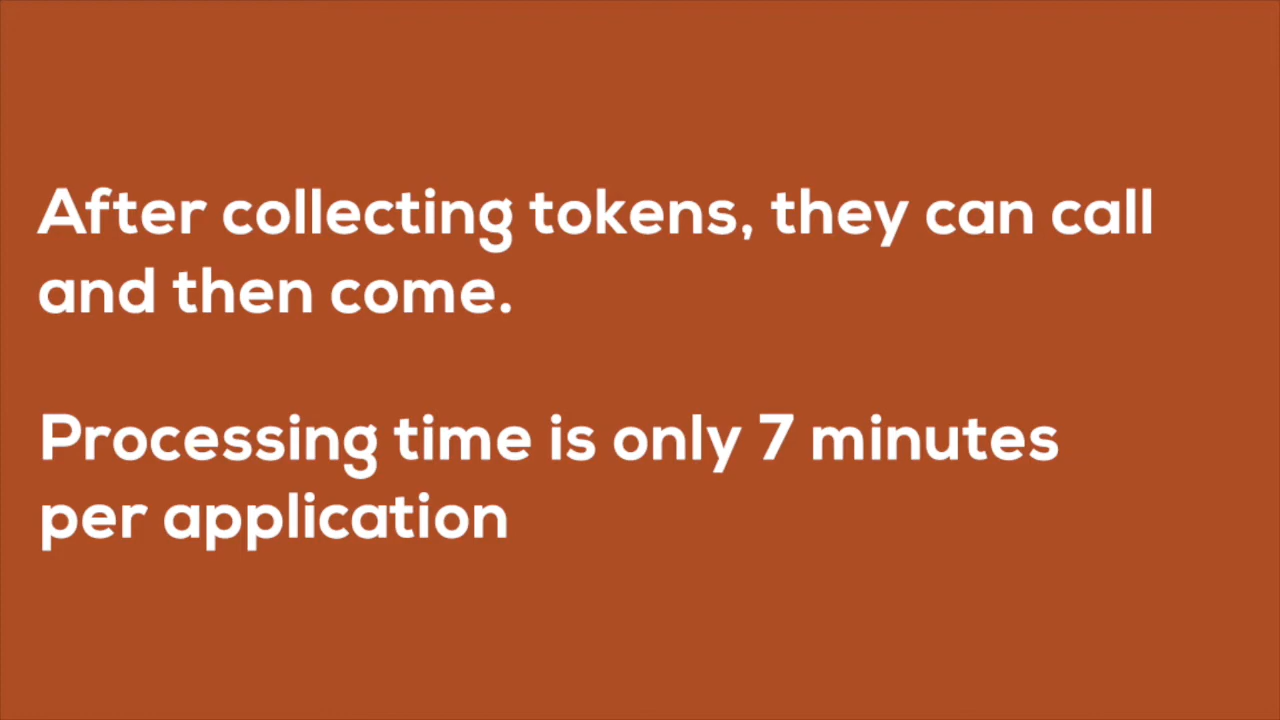 After collecting tokens, they can call
and then come.
Processing time is only 7 minutes
per application